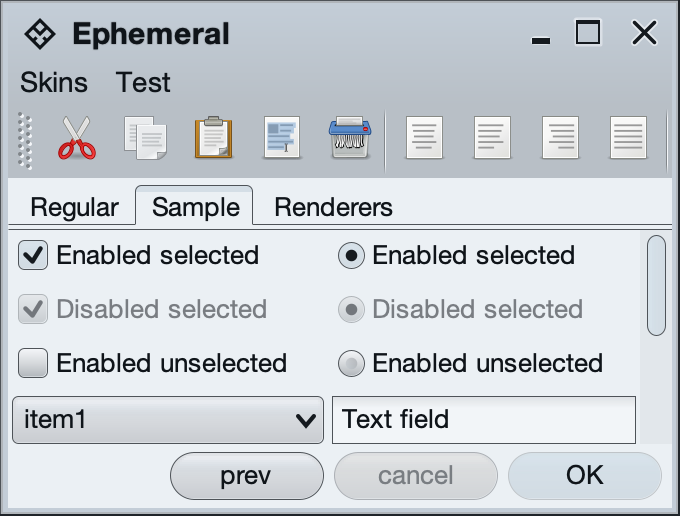 Ephemeral
Skins Test
Regular Sample Renderers
Enabled selected Enabled selected
Disabled selected Disabled selected
Enabled unselected Enabled unselected
item1 Text field
prev cancel OK